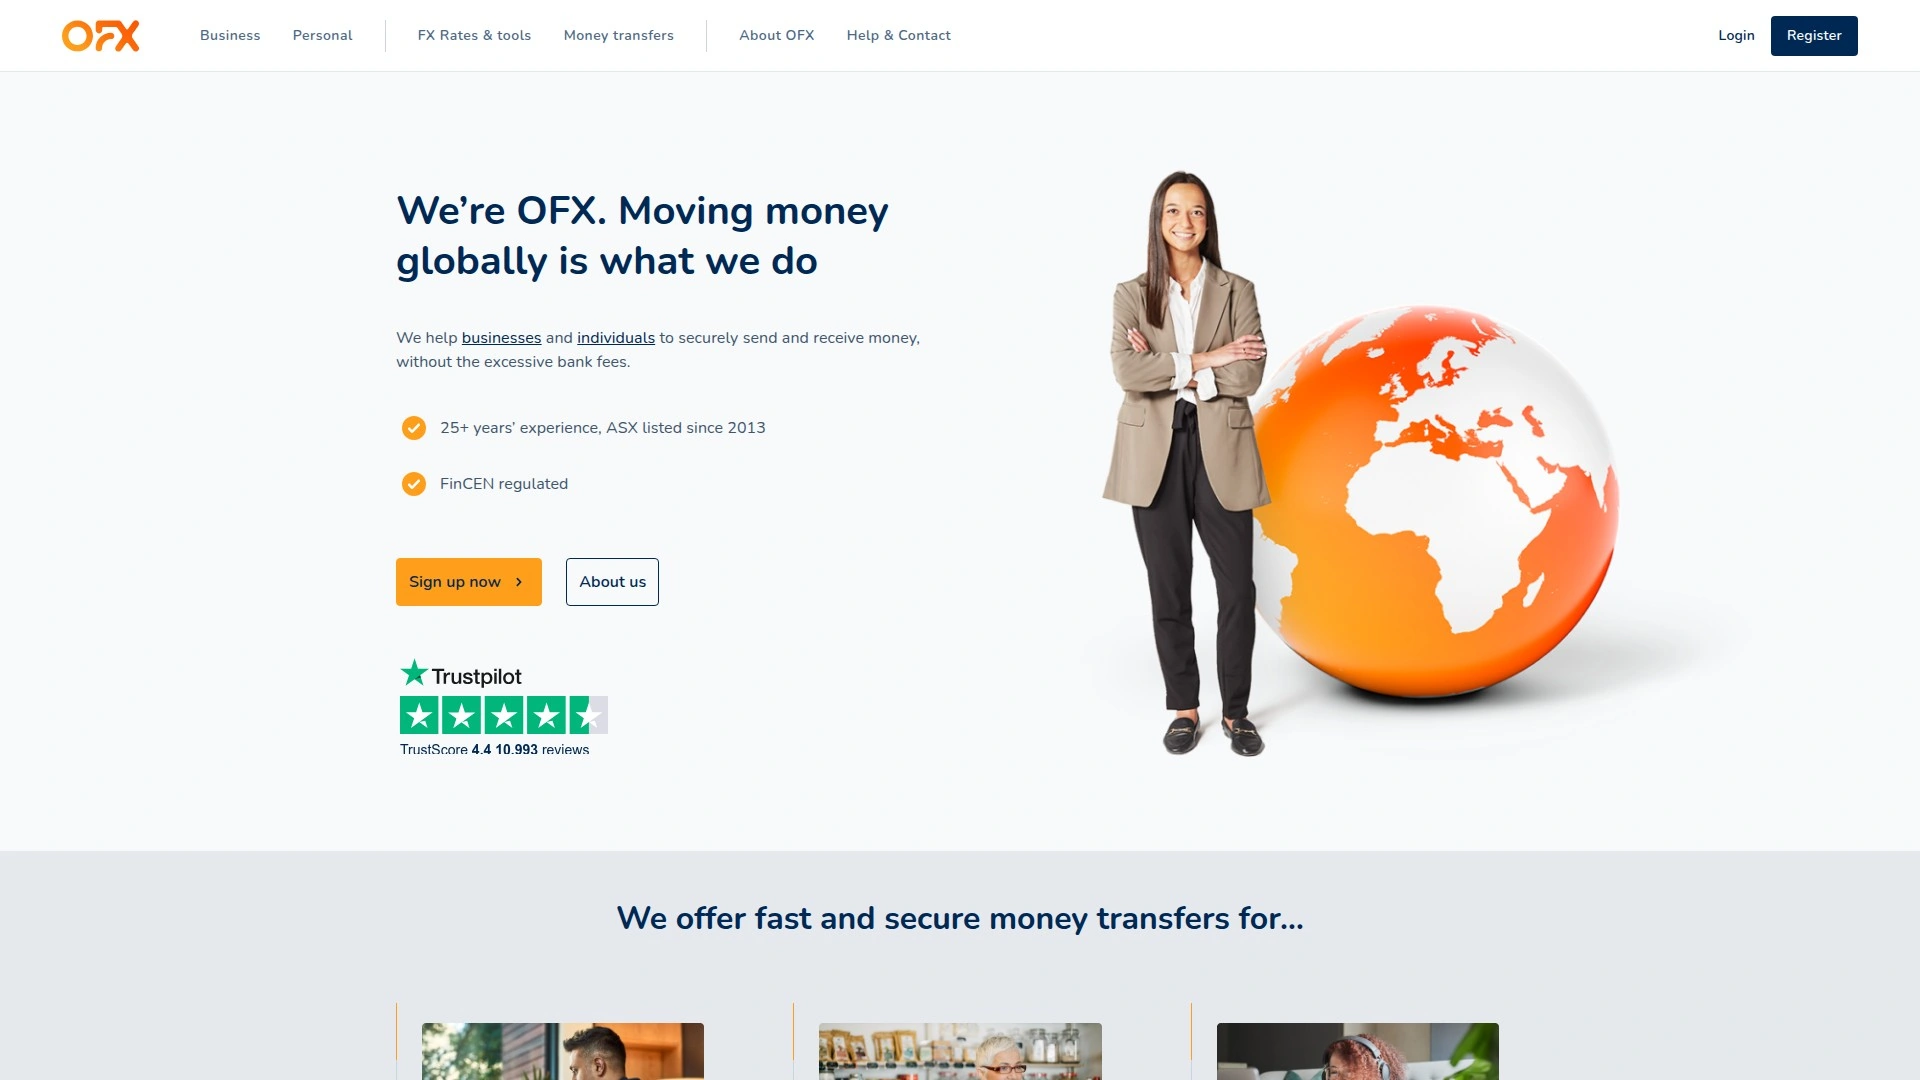 OFX
Business
Personal
FX Rates & tools
Money transfers
About OFX
Help & Contact
Login
Register
We’re OFX. Moving money
globally is what we do
We help businesses and individuals to securely send and receive money,
without the excessive bank fees.
25+ years’ experience, ASX listed since 2013
FinCEN regulated
Sign up now
About us
Trustpilot
TrustScore 4.4 10,993 reviews
We offer fast and secure money transfers for...